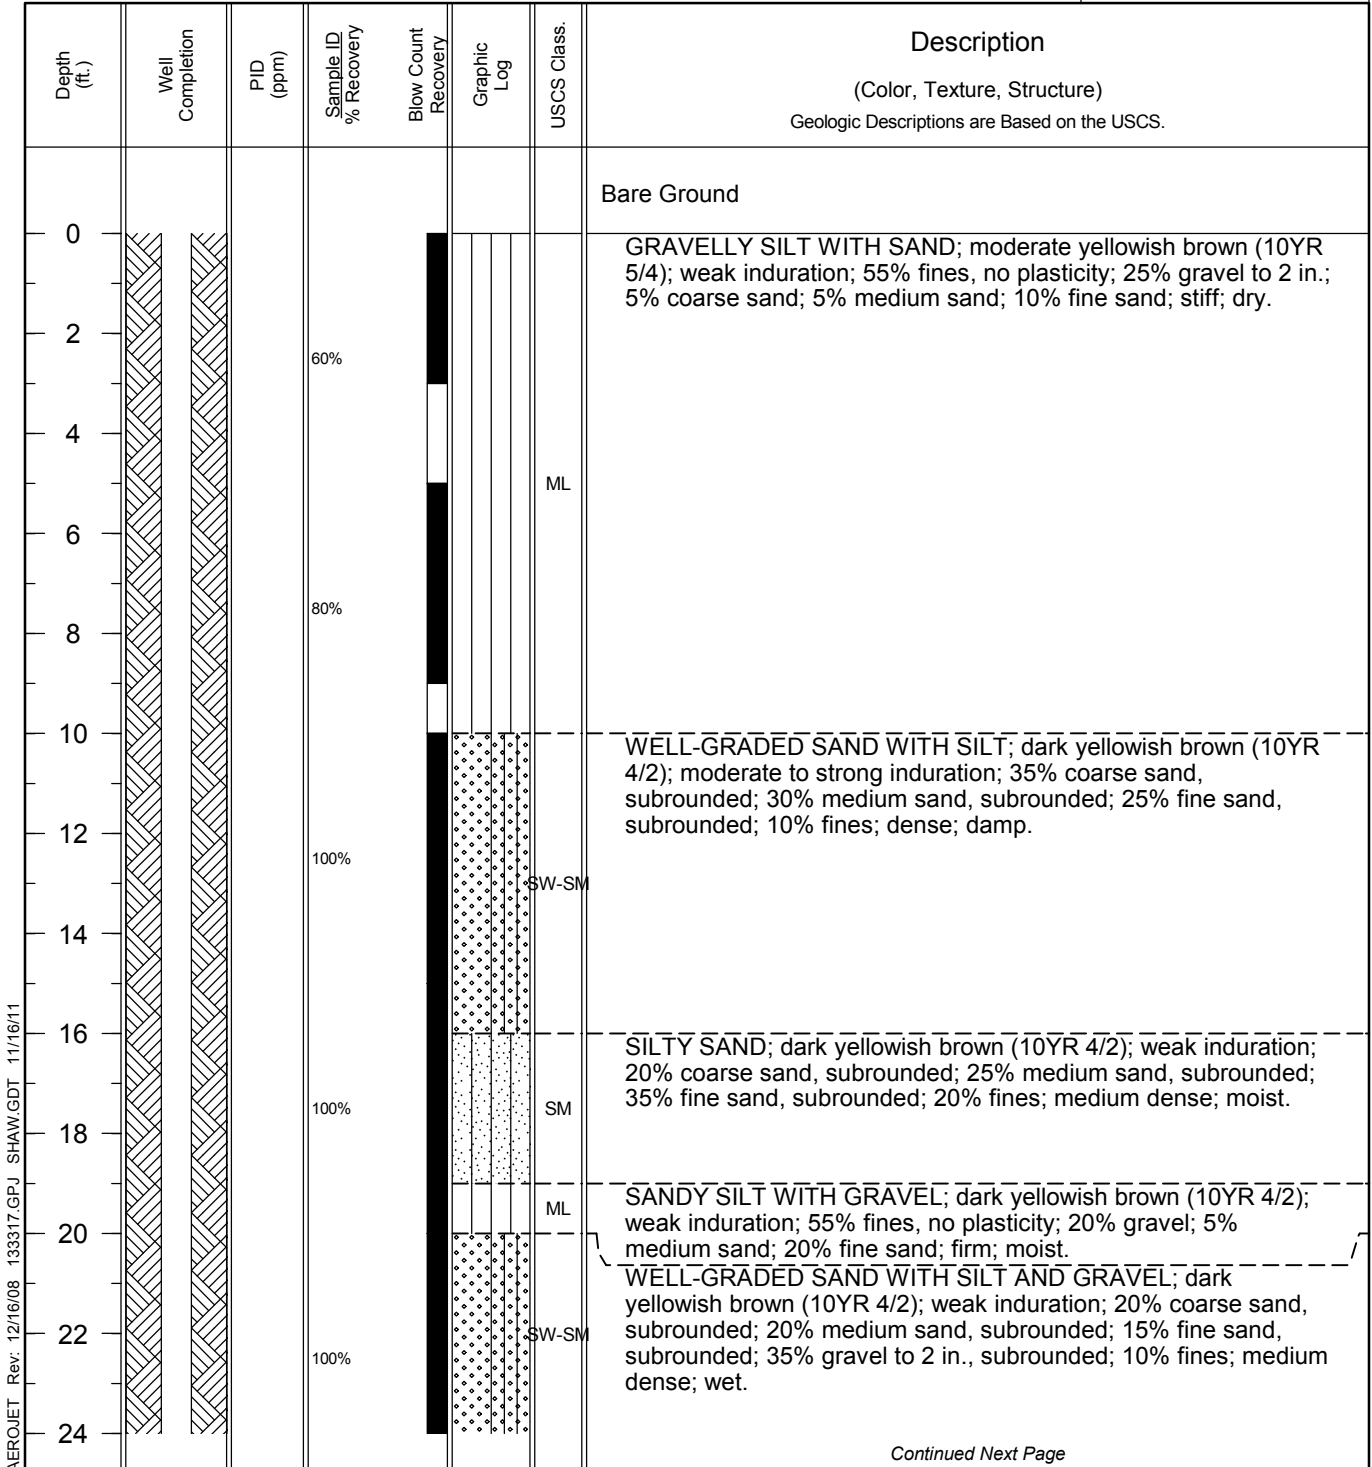 Depth
(ft.)
Well
Completion
PID
(ppm)
Sample ID
% Recovery
Blow Count
Recovery
Graphic
Log
USCS Class.
Description
(Color, Texture, Structure)
Geologic Descriptions are Based on the USCS.
Bare Ground
0
GRAVELLY SILT WITH SAND; moderate yellowish brown (10YR
5/4); weak induration; 55% fines, no plasticity; 25% gravel to 2 in.;
5% coarse sand; 5% medium sand; 10% fine sand; stiff; dry.
2
60%
4
ML
6
80%
8
10
WELL-GRADED SAND WITH SILT; dark yellowish brown (10YR
4/2); moderate to strong induration; 35% coarse sand,
subrounded; 30% medium sand, subrounded; 25% fine sand,
subrounded; 10% fines; dense; damp.
12
100%
SW-SM
14
16
SILTY SAND; dark yellowish brown (10YR 4/2); weak induration;
20% coarse sand, subrounded; 25% medium sand, subrounded;
35% fine sand, subrounded; 20% fines; medium dense; moist.
100%
SM
18
ML
SANDY SILT WITH GRAVEL; dark yellowish brown (10YR 4/2);
weak induration; 55% fines, no plasticity; 20% gravel; 5%
medium sand; 20% fine sand; firm; moist.
20
WELL-GRADED SAND WITH SILT AND GRAVEL; dark
yellowish brown (10YR 4/2); weak induration; 20% coarse sand,
subrounded; 20% medium sand, subrounded; 15% fine sand,
subrounded; 35% gravel to 2 in., subrounded; 10% fines; medium
dense; wet.
22
SW-SM
100%
24
Continued Next Page
AEROJET Rev: 12/16/08 133317.GPJ SHAW.GDT 11/16/11